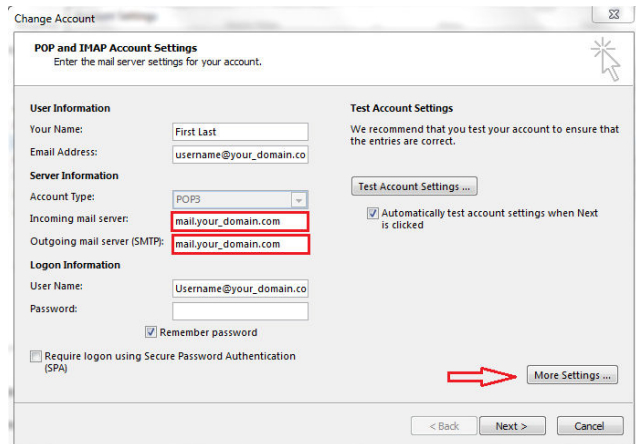 Change Account
POP and IMAP Account Settings
Enter the mail server settings for your account.
User Information
Your Name:
First Last
Email Address:
username@your_domain.co
Server Information
Account Type:
POP3
Incoming mail server:
mail.your_domain.com
Outgoing mail server (SMTP):
mail.your_domain.com
Logon Information
User Name:
Username@your_domain.co
Password:
Remember password
Require logon using Secure Password Authentication
(SPA)
Test Account Settings
We recommend that you test your account to ensure that
the entries are correct.
Test Account Settings ...
Automatically test account settings when Next
is clicked
More Settings ...
< Back
Next >
Cancel